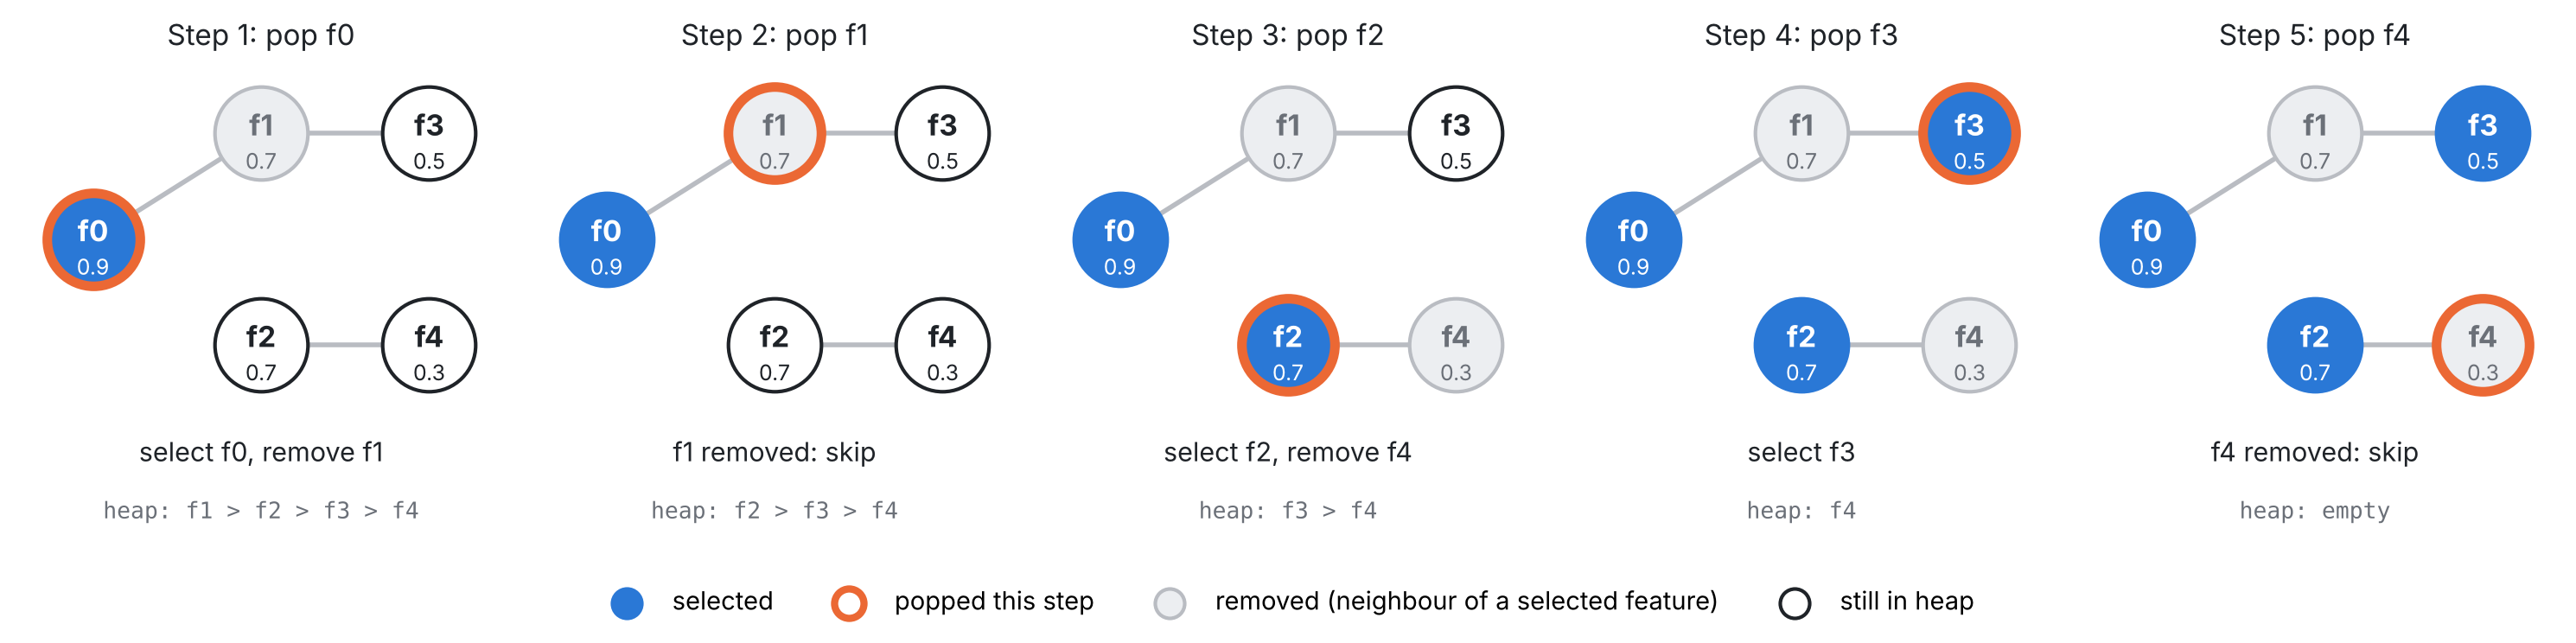 Step 1: pop f0
f1
0.7
f3
0.5
f0
0.9
f2
0.7
f4
0.3
select f0, remove f1
heap: f1 > f2 > f3 > f4
Step 2: pop f1
f1
0.7
f3
0.5
f0
0.9
f2
0.7
f4
0.3
f1 removed: skip
heap: f2 > f3 > f4
Step 3: pop f2
f1
0.7
f3
0.5
f0
0.9
f2
0.7
f4
0.3
select f2, remove f4
heap: f3 > f4
Step 4: pop f3
f1
0.7
f3
0.5
f0
0.9
f2
0.7
f4
0.3
select f3
heap: f4
Step 5: pop f4
f1
0.7
f3
0.5
f0
0.9
f2
0.7
f4
0.3
f4 removed: skip
heap: empty
selected
popped this step
removed (neighbour of a selected feature)
still in heap